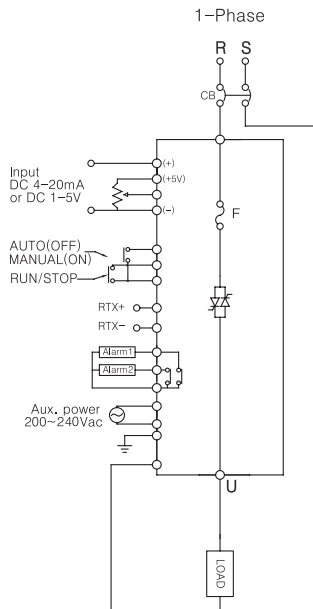 1-Phase
R S
CB
Input
DC 4-20mA
or DC 1-5V
(+)
(+5V)
(-)
F
AUTO(OFF)
MANUAL(ON)
RUN/STOP
RTX+
RTX-
Alarm1
Alarm2
Aux. power
200~240Vac
U
LOAD